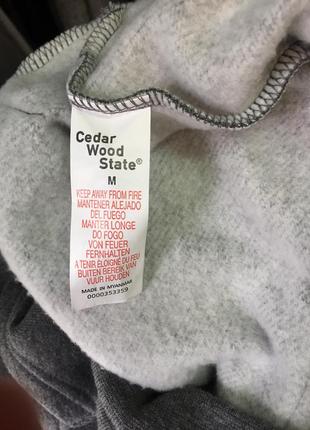 Cedar
Wood
State®
M
KEEP AWAY FROM FIRE
MANTENER ALEJADO
DEL FUEGO
MANTER LONGE
DO FOGO
VON FEUER
FERNHALTEN
A TENIR ÉLOIGNE DU FEU
BUITEN BEREIK VAN
VUUR HOUDEN
MADE IN MYANMAR
0000353359